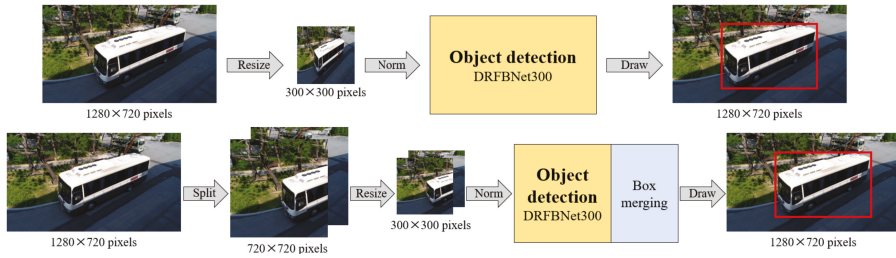 Resize
Norm
Object detection
DRFBNet300
Draw
300×300 pixels
1280×720 pixels
1280×720 pixels
Split
Resize
Norm
Object
detection
DRFBNet300
Box
merging
Draw
300×300 pixels
1280×720 pixels
720×720 pixels
1280×720 pixels